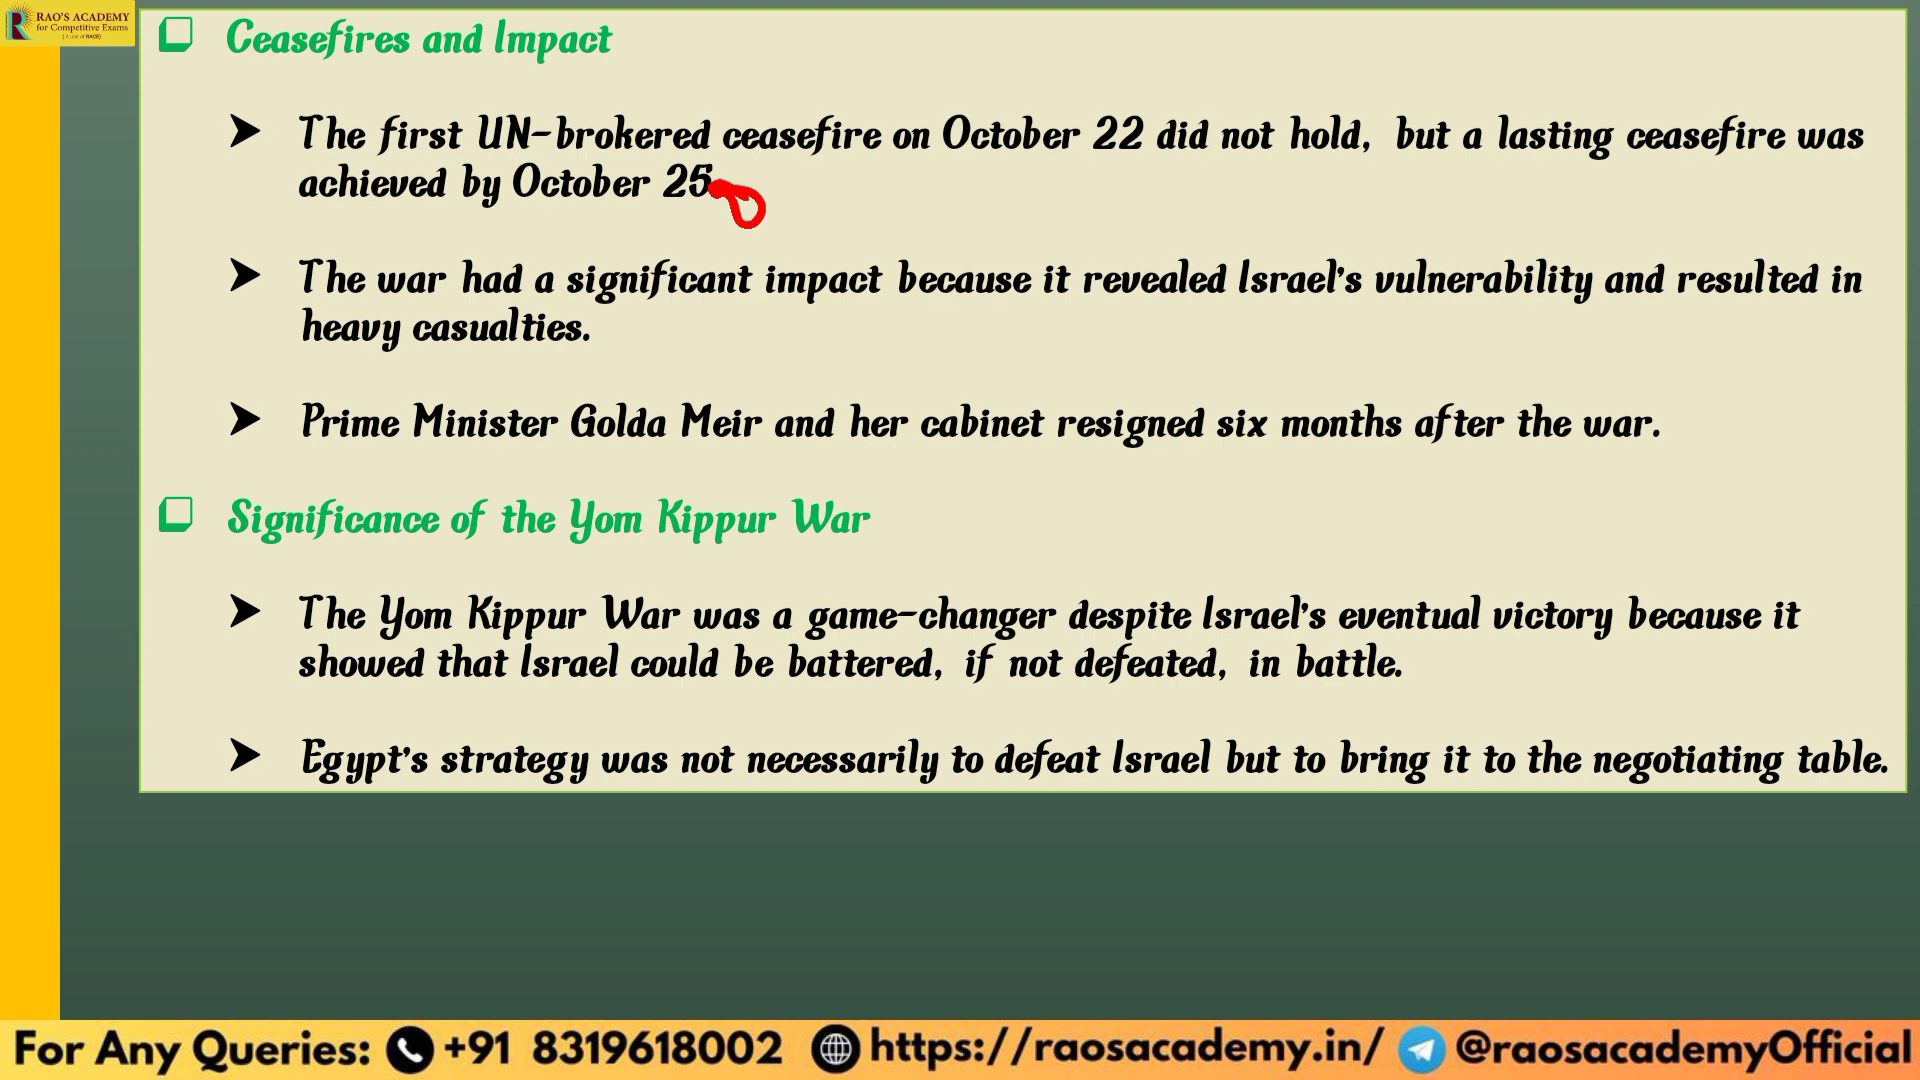 RAO'S ACADEMY
for Competitive Exams
(A unit of RACE)
Ceasefires and Impact
The first UN-brokered ceasefire on October 22 did not hold, but a lasting ceasefire was
achieved by October 25
The war had a significant impact because it revealed Israel's vulnerability and resulted in
heavy casualties.
Prime Minister Golda Meir and her cabinet resigned six months after the war.
Significance of the Yom Kippur War
The Yom Kippur War was a game-changer despite Israel's eventual victory because it
showed that Israel could be battered, if not defeated, in battle.
Egypt's strategy was not necessarily to defeat Israel but to bring it to the negotiating table.
For Any Queries: +91 8319618002 https://raosacademy.in/ @raosacademyOfficial